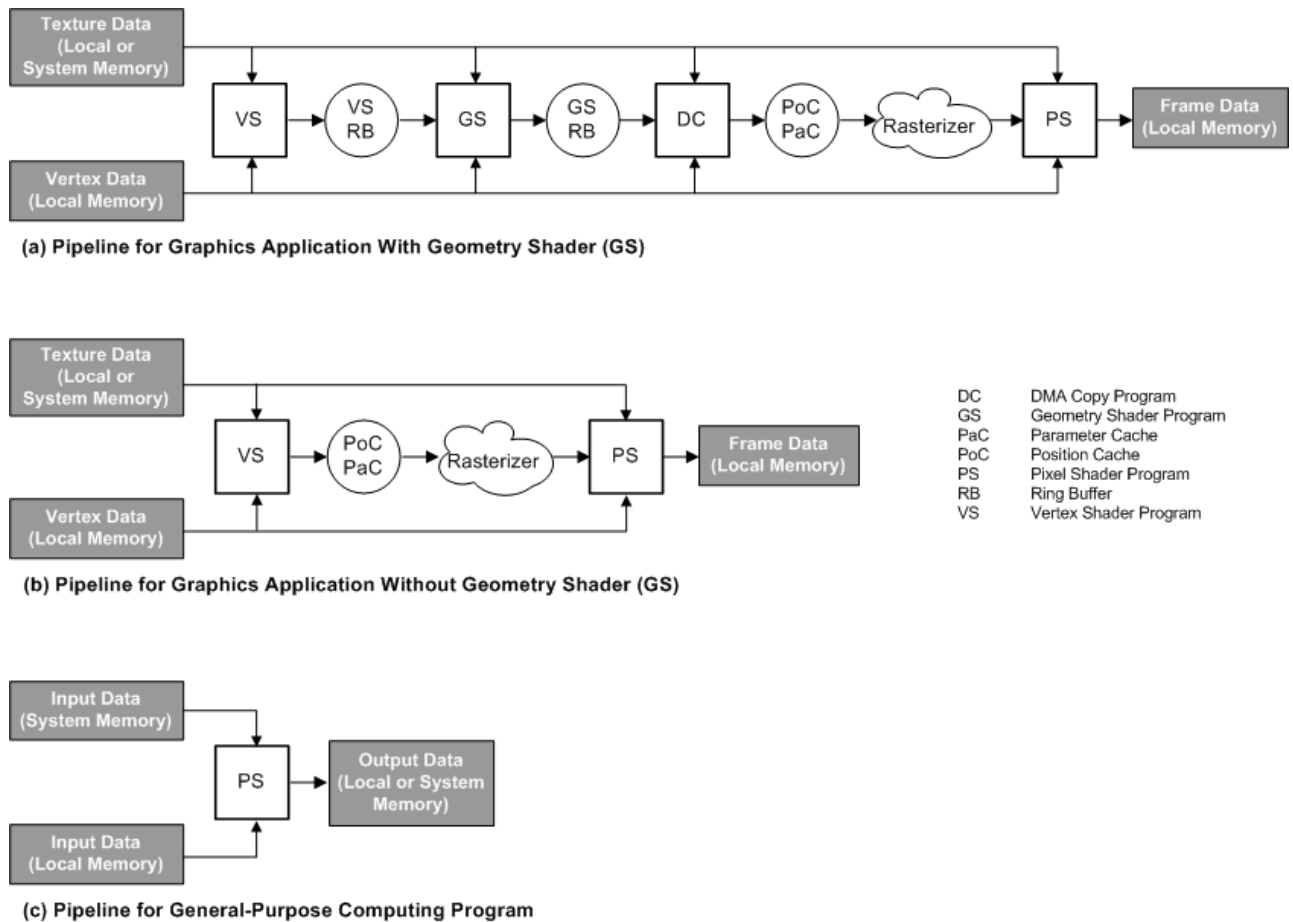 Texture Data
(Local or
System Memory)
VS
VS
RB
GS
GS
RB
DC
PoC
PaC
Rasterizer
PS
Frame Data
(Local Memory)
Vertex Data
(Local Memory)
(a) Pipeline for Graphics Application With Geometry Shader (GS)
Texture Data
(Local or
System Memory)
VS
PoC
PaC
Rasterizer
PS
Frame Data
(Local Memory)
Vertex Data
(Local Memory)
DC DMA Copy Program
GS Geometry Shader Program
PaC Parameter Cache
PoC Position Cache
PS Pixel Shader Program
RB Ring Buffer
VS Vertex Shader Program
(b) Pipeline for Graphics Application Without Geometry Shader (GS)
Input Data
(System Memory)
PS
Output Data
(Local or System
Memory)
Input Data
(Local Memory)
(c) Pipeline for General-Purpose Computing Program